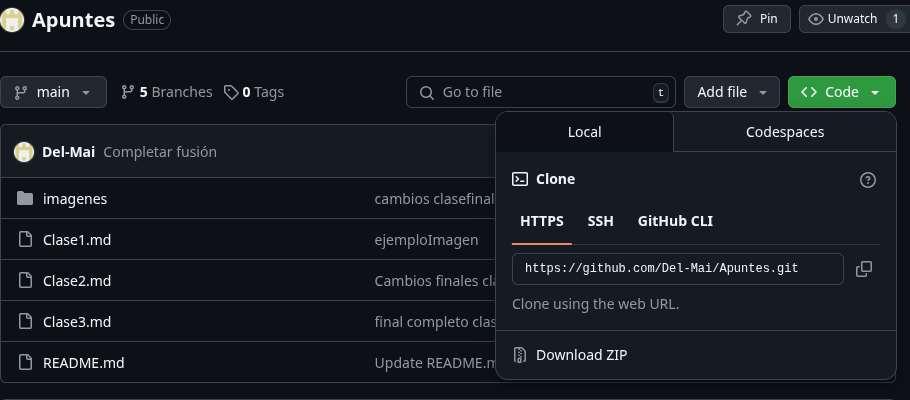 Apuntes Public Pin Unwatch 1
main 5 Branches 0 Tags Go to file t Add file Code
Local Codespaces
Del-Mai Completar fusión
Clone
imagenes cambios clasefinal
HTTPS SSH GitHub CLI
Clase1.md ejemploImagen
https://github.com/Del-Mai/Apuntes.git
Clase2.md Cambios finales
Clone using the web URL.
Clase3.md final completo
Download ZIP
README.md Update